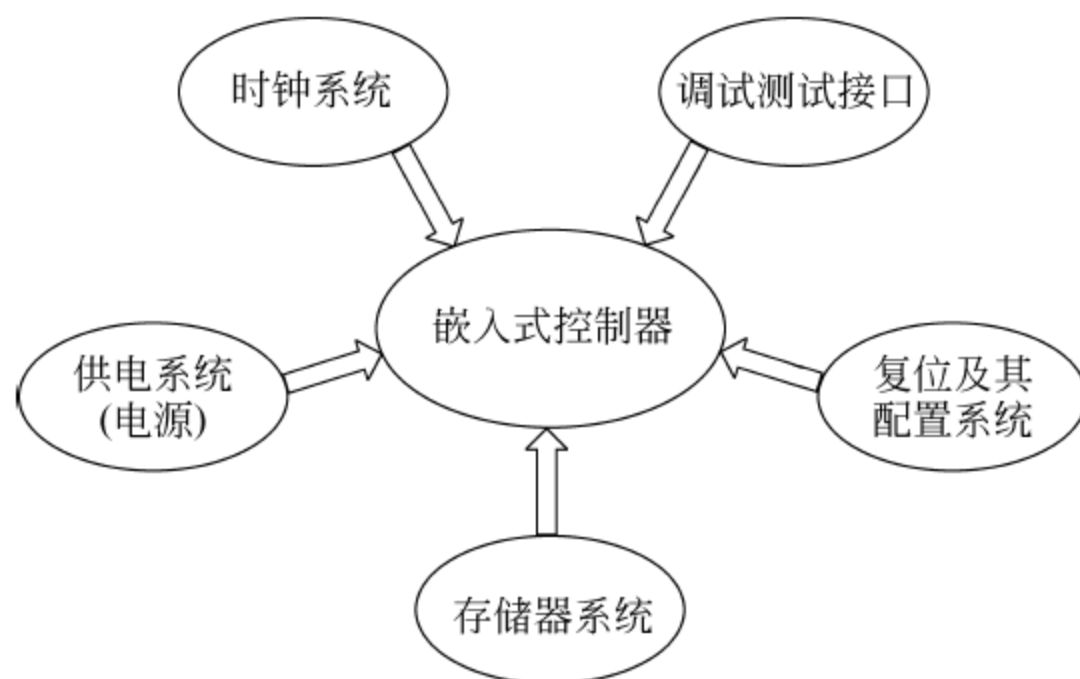 时钟系统
调试测试接口
嵌入式控制器
供电系统
(电源)
复位及其
配置系统
存储器系统